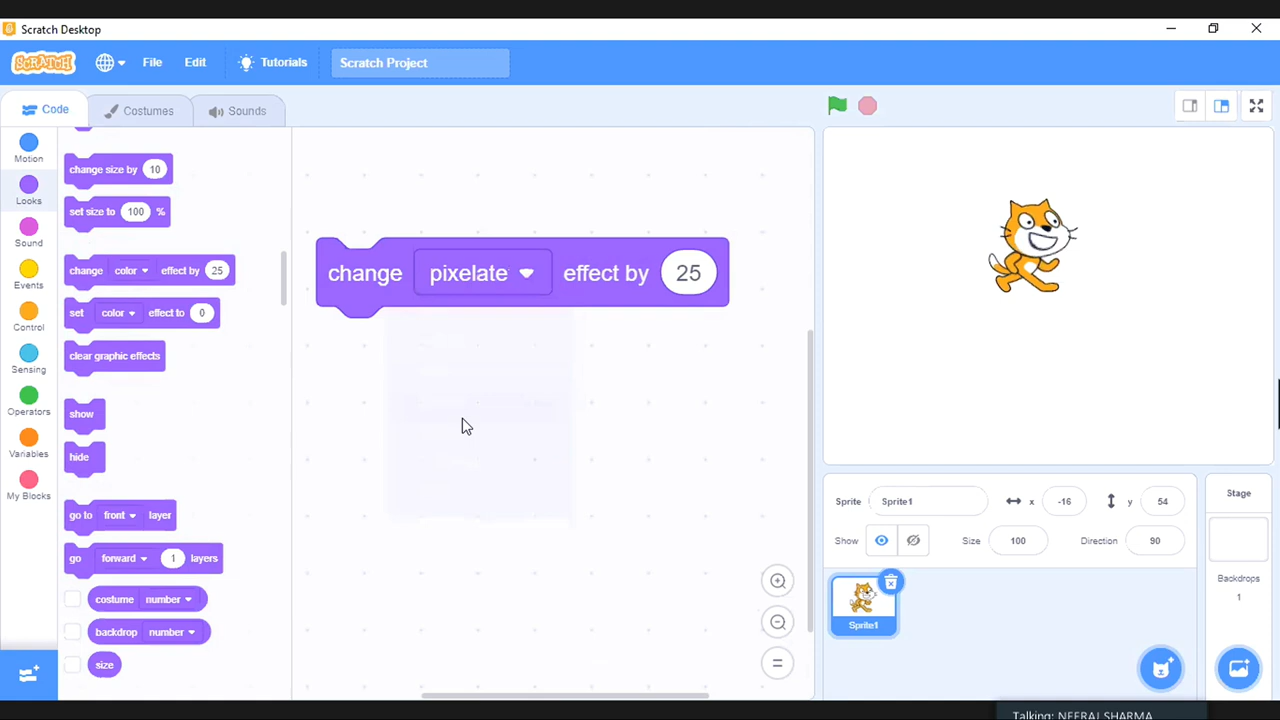 Scratch Desktop
SCRATCH
File
Edit
Tutorials
Scratch Project
Code
Costumes
Sounds
Motion
Looks
Sound
Events
Control
Sensing
Operators
Variables
My Blocks
change size by 10
set size to 100 %
change color effect by 25
set color effect to 0
clear graphic effects
show
hide
go to front layer
go forward 1 layers
costume number
backdrop number
size
change pixelate effect by 25
Sprite Sprite1 x -16 y 54
Show Size 100 Direction 90
Sprite1
Stage
Backdrops
1
Talking: NEERAJ SHARMA